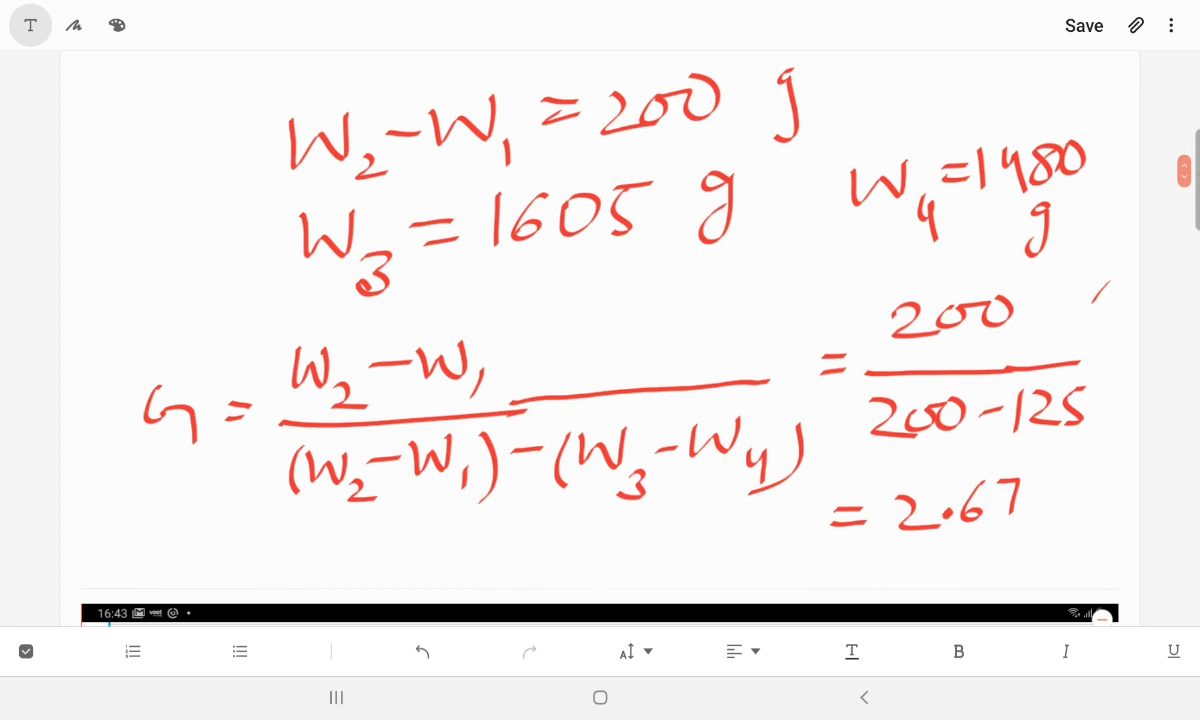 Save
W₂-W₁ = 200 g
W₃ = 1605 g
W₄ = 1480
g
G = W₂-W₁ / (W₂-W₁)-(W₃-W₄)
= 200 / 200-125
= 2.67
16:43